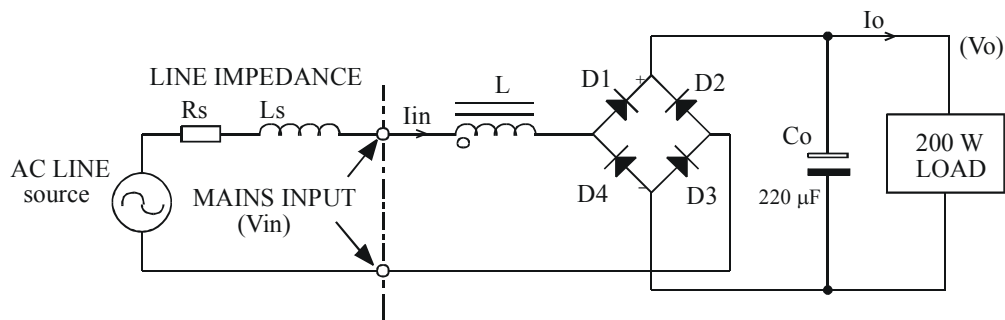 LINE IMPEDANCE
Rs
Ls
Iin
L
D1
D2
D4
D3
+
−
Io
(Vo)
Co
220 µF
200 W
LOAD
AC LINE
source
MAINS INPUT
(Vin)